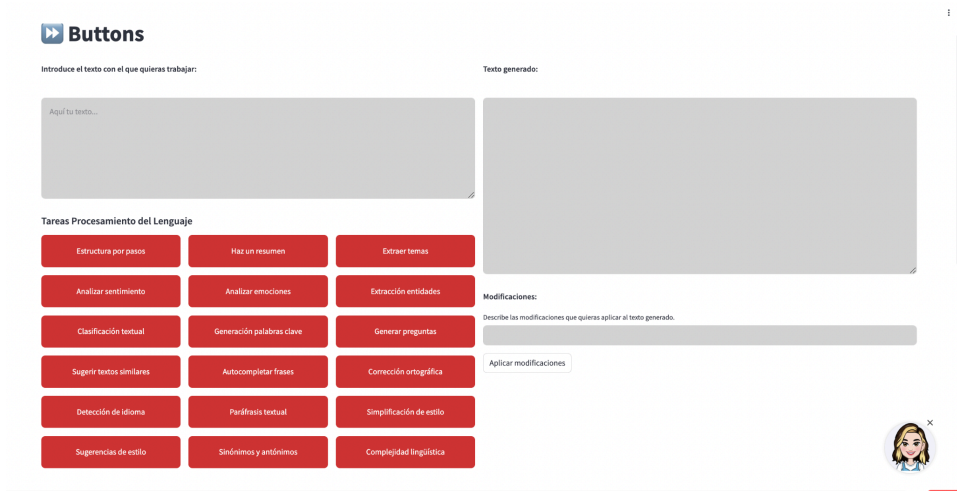 Buttons
Introduce el texto con el que quieras trabajar:
Aquí tu texto...
Tareas Procesamiento del Lenguaje
Estructura por pasos
Haz un resumen
Extraer temas
Analizar sentimiento
Analizar emociones
Extracción entidades
Clasificación textual
Generación palabras clave
Generar preguntas
Sugerir textos similares
Autocompletar frases
Corrección ortográfica
Detección de idioma
Paráfrasis textual
Simplificación de estilo
Sugerencias de estilo
Sinónimos y antónimos
Complejidad lingüística
Texto generado:
Modificaciones:
Describe las modificaciones que quieras aplicar al texto generado.
Aplicar modificaciones